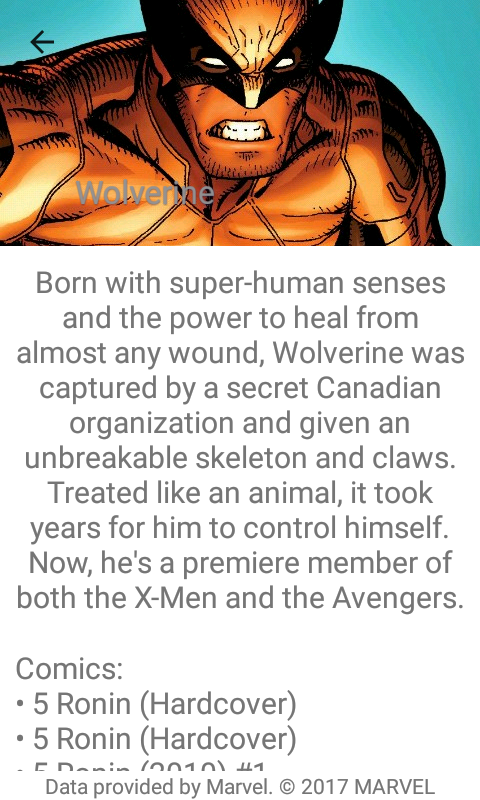 Wolverine
Born with super-human senses
and the power to heal from
almost any wound, Wolverine was
captured by a secret Canadian
organization and given an
unbreakable skeleton and claws.
Treated like an animal, it took
years for him to control himself.
Now, he's a premiere member of
both the X-Men and the Avengers.
Comics:
• 5 Ronin (Hardcover)
• 5 Ronin (Hardcover)
• 5 Ronin (2010) #1
Data provided by Marvel. © 2017 MARVEL